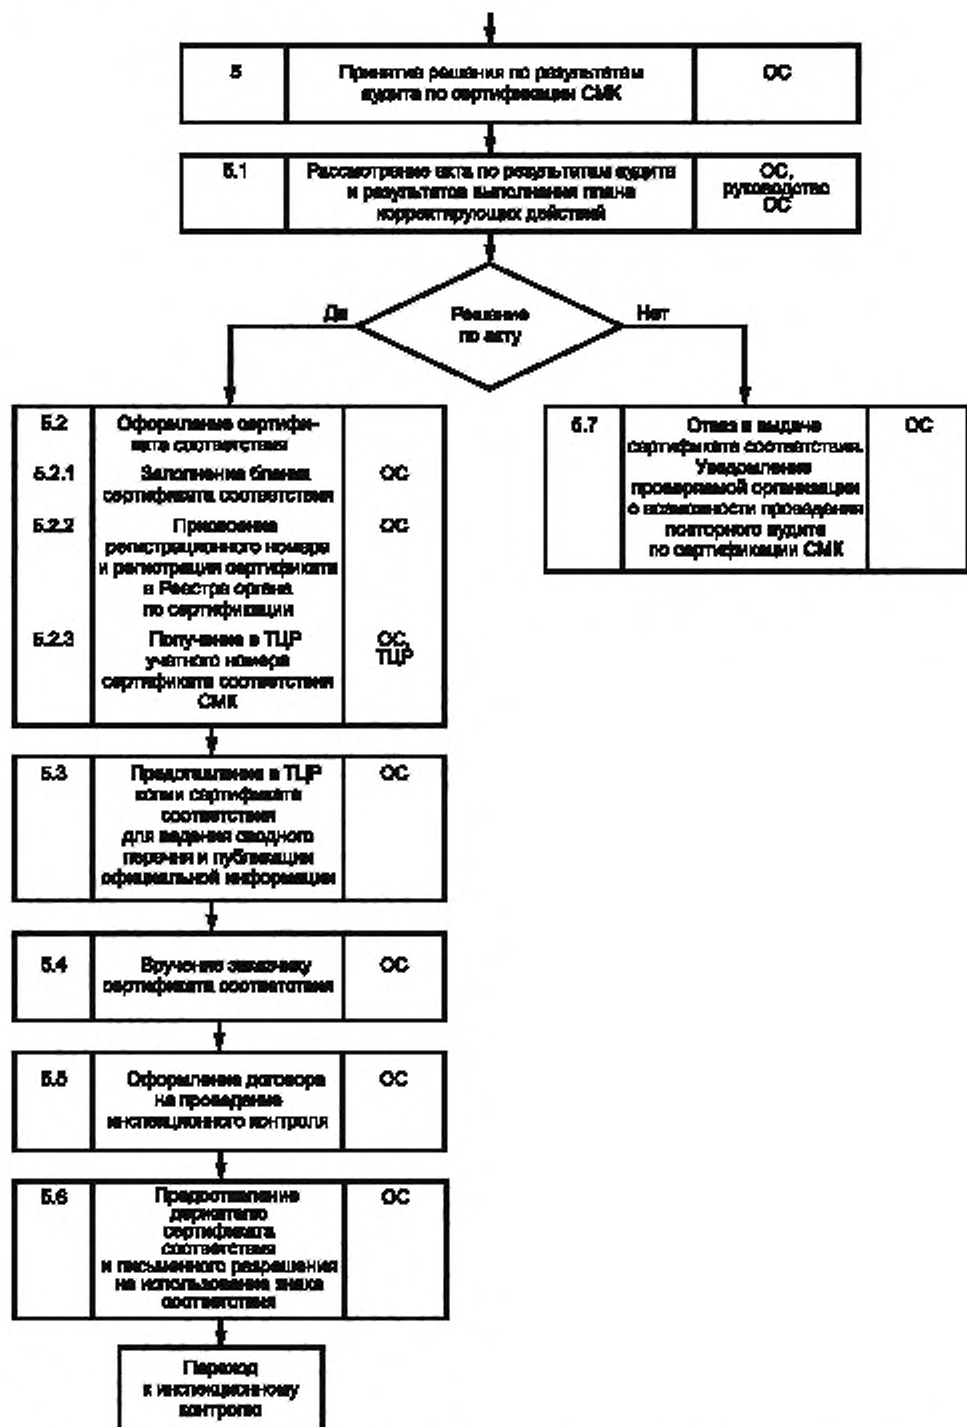 5
Принятие решения по результатам
аудита по сертификации СМК
ОС
5.1
Рассмотрение акта по результатам аудита
и результатов выполнения плана
корректирующих действий
ОС,
руководство
ОС
Решение
по акту
Да
Нет
5.2
Оформление сертифи-
ката соответствия
5.2.1
Заполнение бланка
сертификата соответствия
ОС
5.2.2
Присвоение
регистрационного номера
и регистрация сертификата
в Реестре органа
по сертификации
ОС
5.2.3
Получение в ТЦР
учетного номера
сертификата соответствия
СМК
ОС,
ТЦР
5.7
Отказ в выдаче
сертификата соответствия.
Уведомление
проверяемой организации
о возможности проведения
повторного аудита
по сертификации СМК
ОС
5.3
Представление в ТЦР
копии сертификата
соответствия
для ведения сводного
перечня и публикации
официальной информации
ОС
5.4
Вручение заказчику
сертификата соответствия
ОС
5.5
Оформление договора
на проведение
инспекционного контроля
ОС
5.6
Предоставление
держателю
сертификата
соответствия
и письменного разрешения
на использование знака
соответствия
ОС
Переход
к инспекционному
контролю